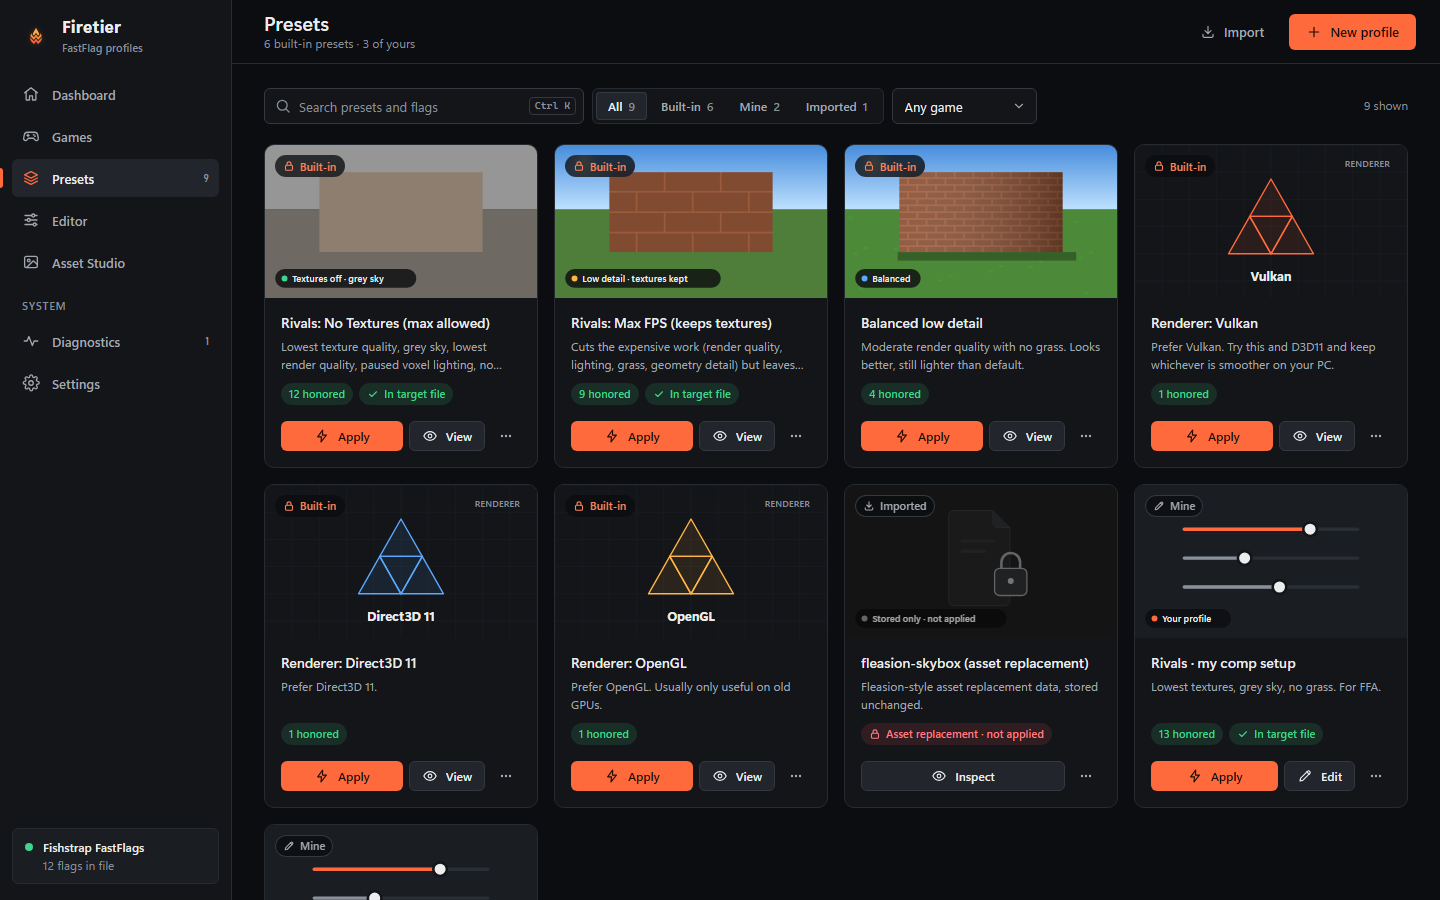 Firetier
FastFlag profiles
Dashboard
Games
Presets 9
Editor
Asset Studio
SYSTEM
Diagnostics 1
Settings
Fishstrap FastFlags
12 flags in file
Presets
6 built-in presets · 3 of yours
Import
New profile
Search presets and flags
Ctrl K
All 9
Built-in 6
Mine 2
Imported 1
Any game
9 shown
Built-in
Textures off · grey sky
Rivals: No Textures (max allowed)
Lowest texture quality, grey sky, lowest
render quality, paused voxel lighting, no...
12 honored
In target file
Apply
View
Built-in
Low detail · textures kept
Rivals: Max FPS (keeps textures)
Cuts the expensive work (render quality,
lighting, grass, geometry detail) but leaves...
9 honored
In target file
Apply
View
Built-in
Balanced
Balanced low detail
Moderate render quality with no grass. Looks
better, still lighter than default.
4 honored
Apply
View
Built-in
RENDERER
Vulkan
Renderer: Vulkan
Prefer Vulkan. Try this and D3D11 and keep
whichever is smoother on your PC.
1 honored
Apply
View
Built-in
RENDERER
Direct3D 11
Renderer: Direct3D 11
Prefer Direct3D 11.
1 honored
Apply
View
Built-in
RENDERER
OpenGL
Renderer: OpenGL
Prefer OpenGL. Usually only useful on old
GPUs.
1 honored
Apply
View
Imported
Stored only · not applied
fleasion-skybox (asset replacement)
Fleasion-style asset replacement data, stored
unchanged.
Asset replacement · not applied
Inspect
Mine
Your profile
Rivals · my comp setup
Lowest textures, grey sky, no grass. For FFA.
13 honored
In target file
Apply
Edit
Mine